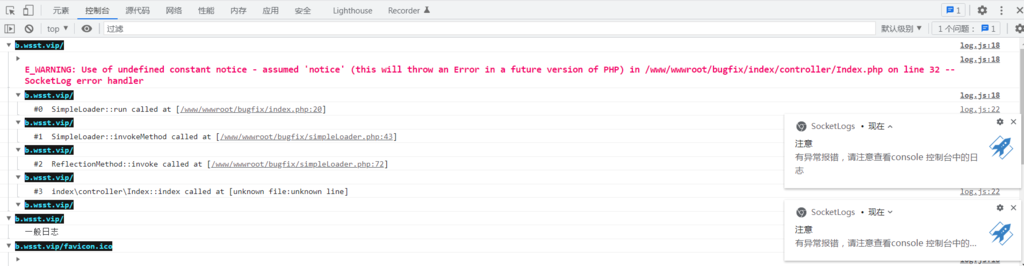 元素 控制台 源代码 网络 性能 内存 应用 安全 Lighthouse Recorder 1
top 过滤 默认级别 1 个问题： 1
b.wsst.vip/ log.js:18
log.js:18
E_WARNING: Use of undefined constant notice - assumed 'notice' (this will throw an Error in a future version of PHP) in /www/wwwroot/bugfix/index/controller/Index.php on line 32 --
SocketLog error handler
b.wsst.vip/ log.js:18
#0 SimpleLoader::run called at [/www/wwwroot/bugfix/index.php:20] log.js:22
b.wsst.vip/
#1 SimpleLoader::invokeMethod called at [/www/wwwroot/bugfix/simpleLoader.php:43]
b.wsst.vip/
#2 ReflectionMethod::invoke called at [/www/wwwroot/bugfix/simpleLoader.php:72]
b.wsst.vip/
#3 index\controller\Index::index called at [unknown file:unknown line] log.js:22
b.wsst.vip/
b.wsst.vip/
一般日志
b.wsst.vip/favicon.ico
SocketLogs • 现在
注意
有异常报错，请注意查看console 控制台中的日
志
SocketLogs • 现在
注意
有异常报错，请注意查看console 控制台中的...